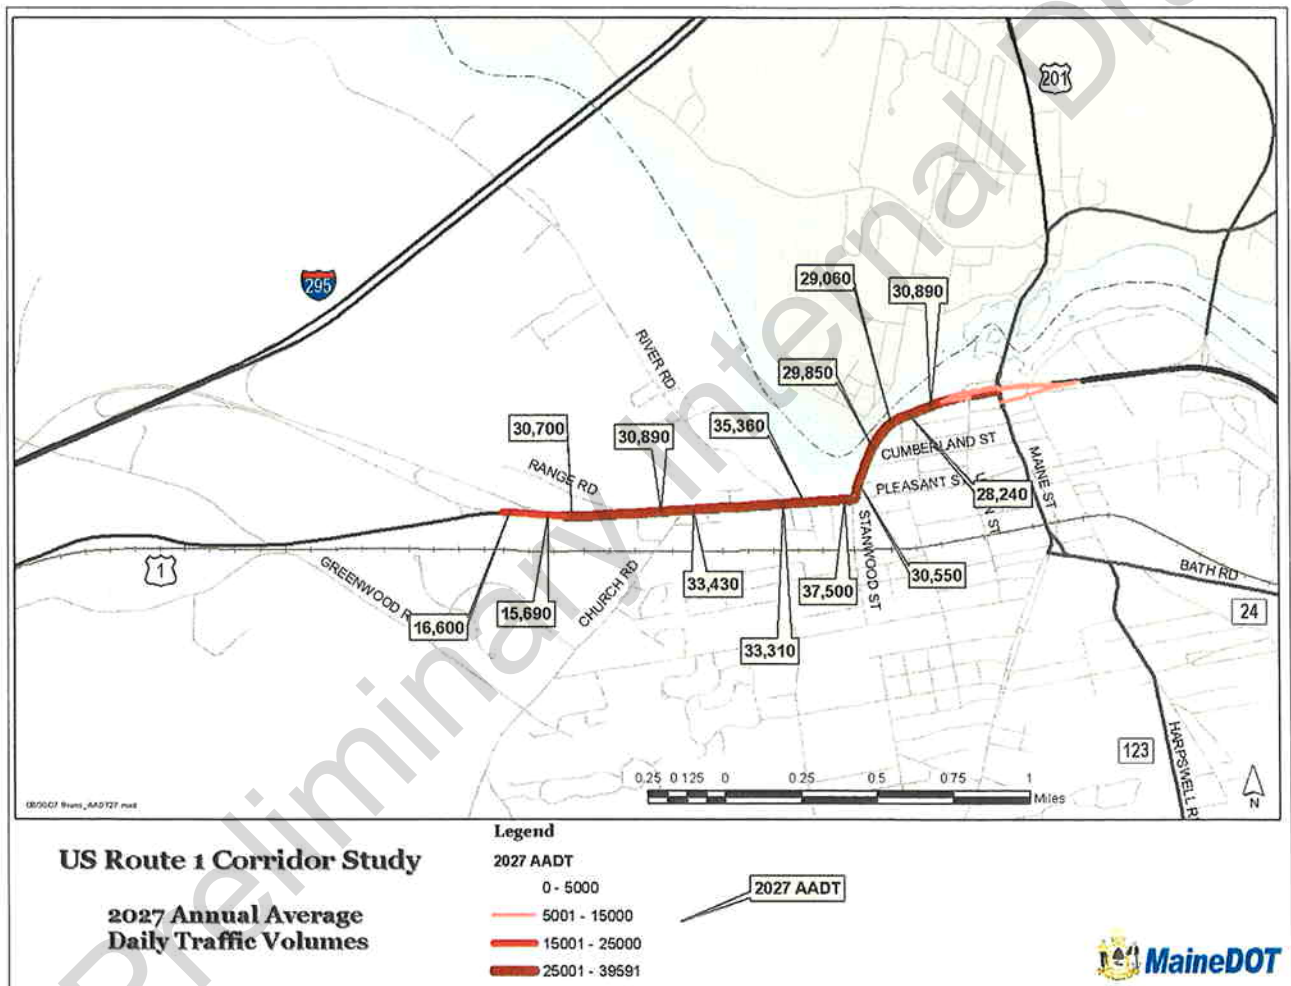 Preliminary Internal Dr
201
295
29,060
30,890
RIVER RD
29,850
35,360
30,700
30,890
CUMBERLAND ST
RANGE RD
PLEASANT ST
MAINE ST
28,240
STANWOOD ST
1
GREENWOOD R
CHURCH RD
33,430
37,500
30,550
BATH RD
16,600
15,690
24
33,310
123
HARPSWELL R
0.25 0.125 0 0.25 0.5 0.75 1
Miles
N
US Route 1 Corridor Study
2027 Annual Average
Daily Traffic Volumes
Legend
2027 AADT
0 - 5000
5001 - 15000
15001 - 25000
25001 - 39591
2027 AADT
MaineDOT